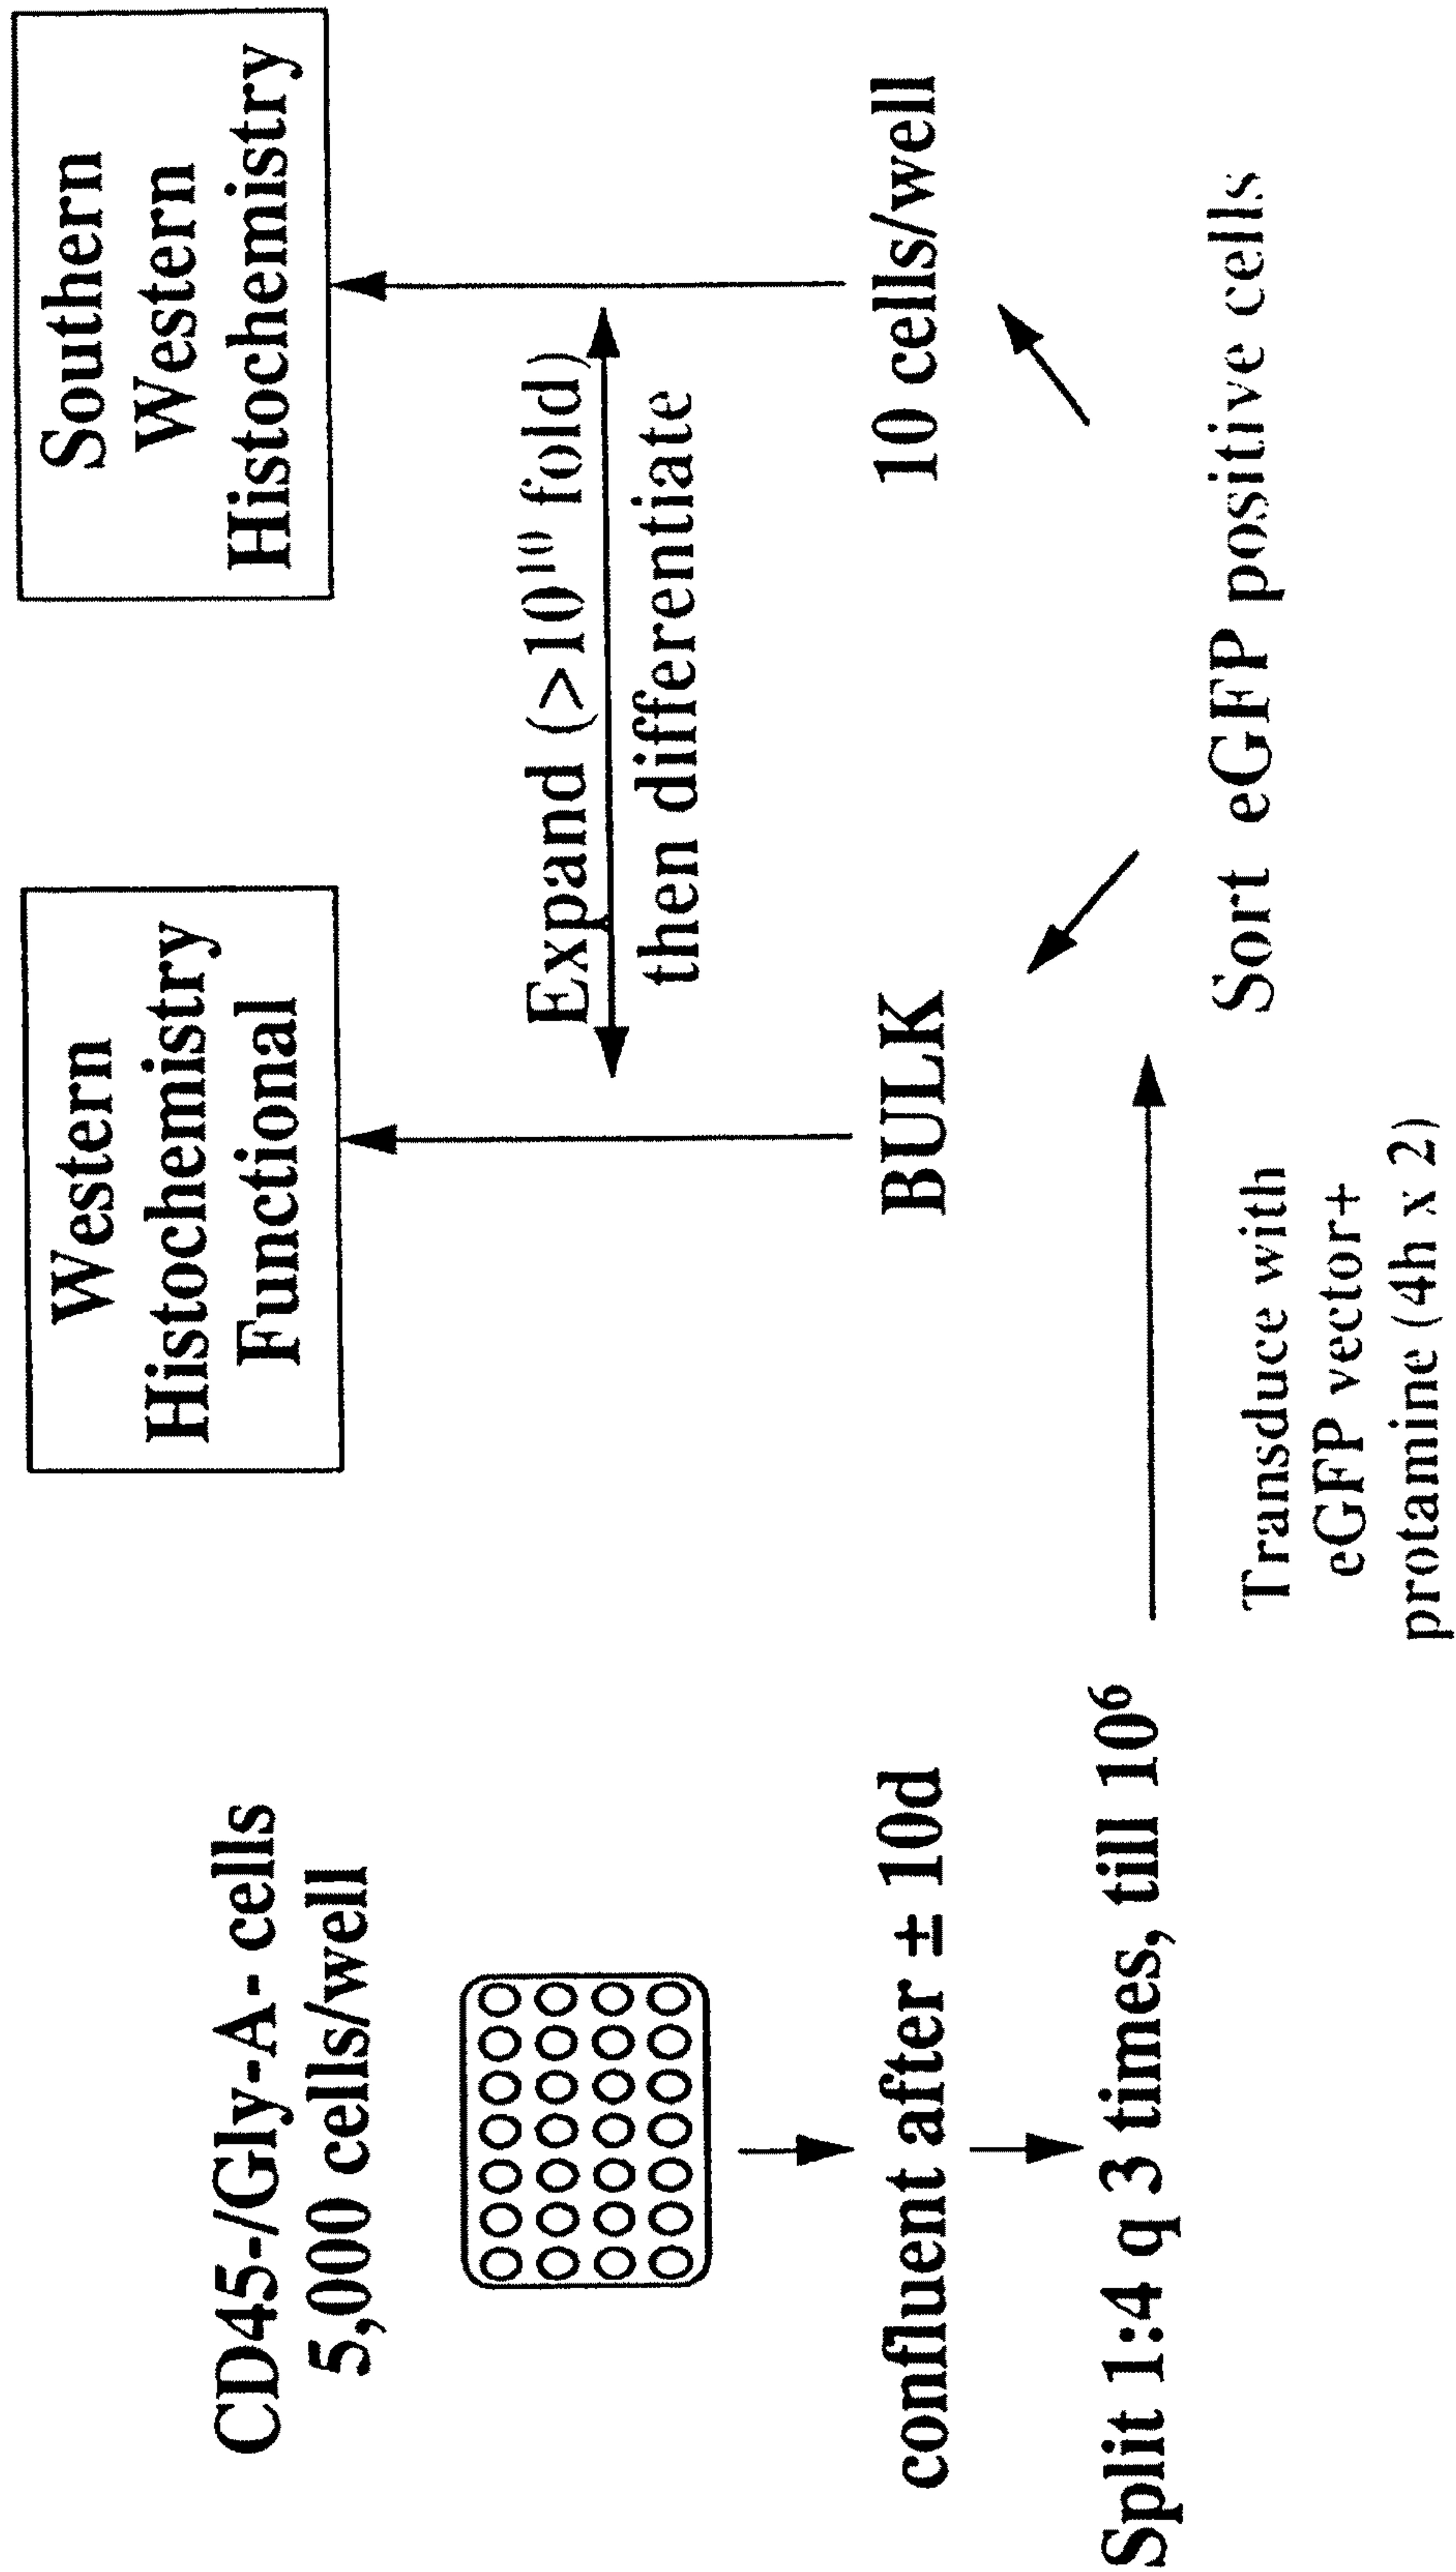 CD45-/Gly-A- cells
5,000 cells/well
confluent after ± 10d
Split 1:4 q 3 times, till 10⁶
Transduce with
eGFP vector+
protamine (4h x 2)
Sort eGFP positive cells
BULK
10 cells/well
Expand (>10¹⁰ fold)
then differentiate
Western
Histochemistry
Functional
Southern
Western
Histochemistry